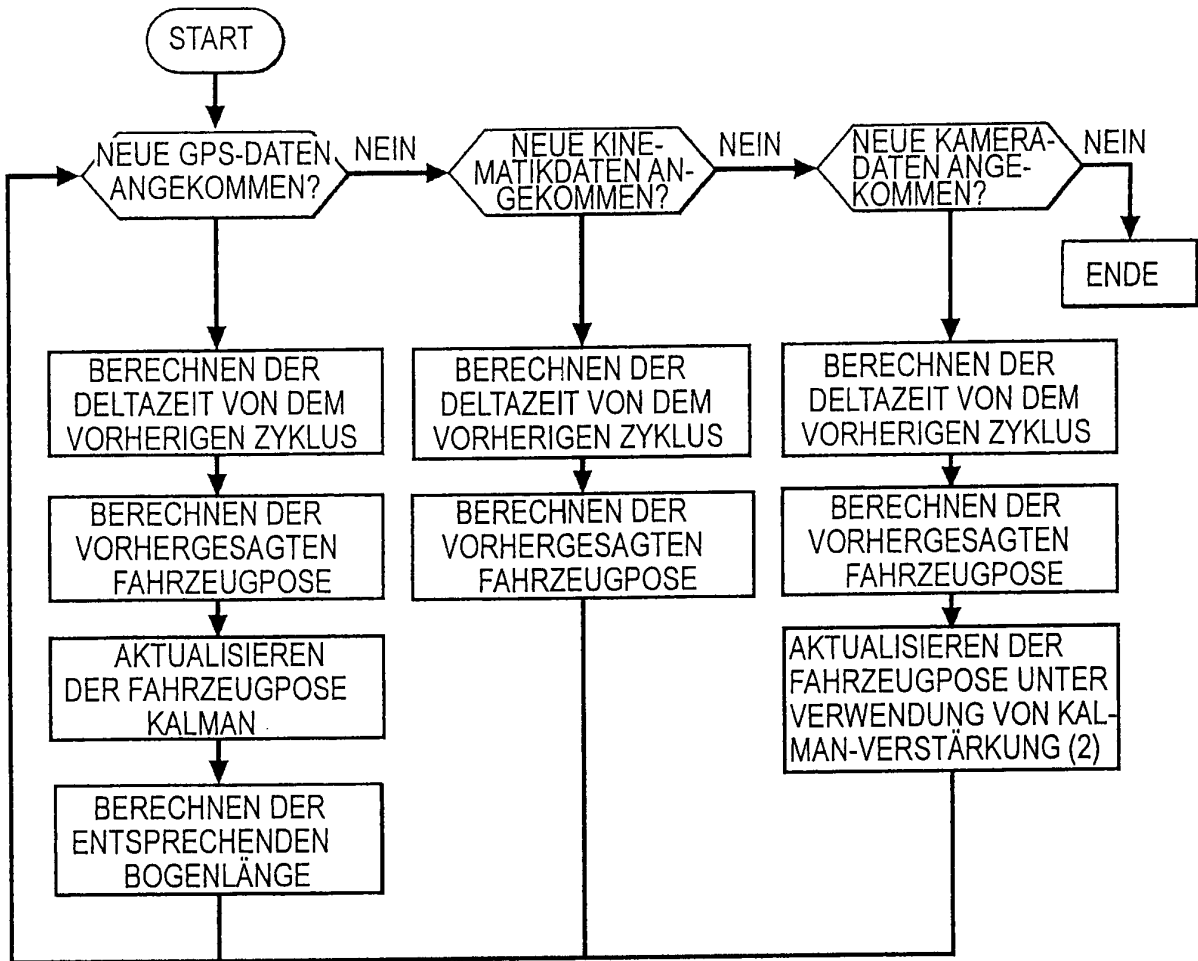 START
NEUE GPS-DATEN
ANGEKOMMEN?
NEIN
NEUE KINE-
MATIKDATEN AN-
GEKOMMEN?
NEIN
NEUE KAMERA-
DATEN ANGE-
KOMMEN?
NEIN
ENDE
BERECHNEN DER
DELTAZEIT VON DEM
VORHERIGEN ZYKLUS
BERECHNEN DER
VORHERGESAGTEN
FAHRZEUGPOSE
AKTUALISIEREN
DER FAHRZEUGPOSE
KALMAN
BERECHNEN DER
ENTSPRECHENDEN
BOGENLÄNGE
BERECHNEN DER
DELTAZEIT VON DEM
VORHERIGEN ZYKLUS
BERECHNEN DER
VORHERGESAGTEN
FAHRZEUGPOSE
BERECHNEN DER
DELTAZEIT VON DEM
VORHERIGEN ZYKLUS
BERECHNEN DER
VORHERGESAGTEN
FAHRZEUGPOSE
AKTUALISIEREN DER
FAHRZEUGPOSE UNTER
VERWENDUNG VON KAL-
MAN-VERSTÄRKUNG (2)